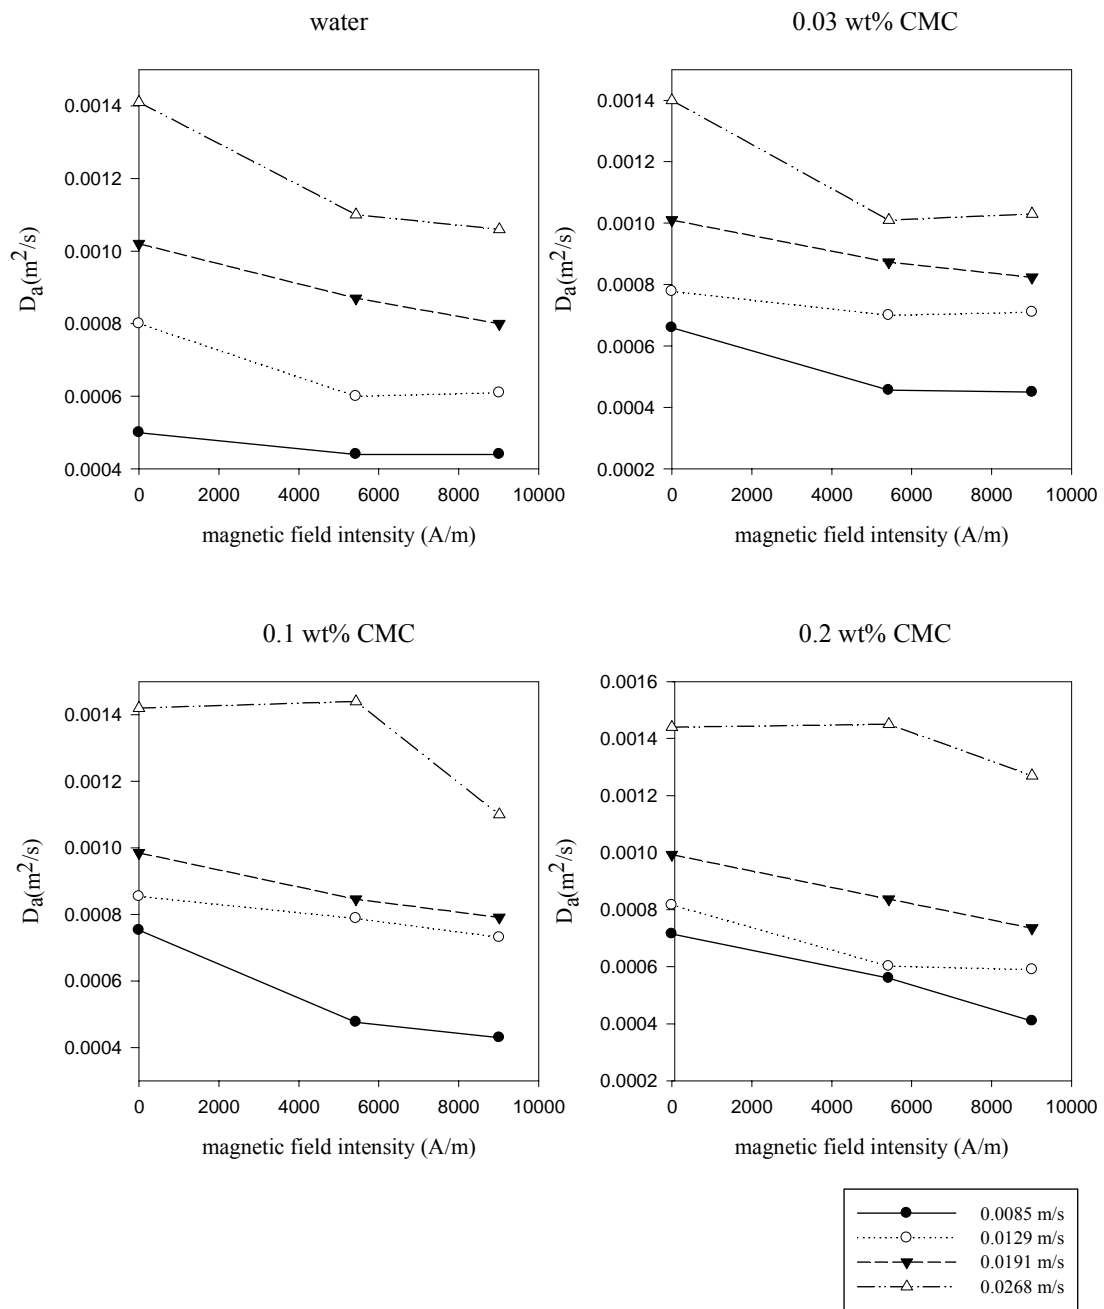 water
0.0014
0.0012
0.0010
0.0008
0.0006
0.0004
Da(m2/s)
0 2000 4000 6000 8000 10000
magnetic field intensity (A/m)
0.03 wt% CMC
0.0014
0.0012
0.0010
0.0008
0.0006
0.0004
0.0002
Da(m2/s)
0 2000 4000 6000 8000 10000
magnetic field intensity (A/m)
0.1 wt% CMC
0.0014
0.0012
0.0010
0.0008
0.0006
0.0004
Da(m2/s)
0 2000 4000 6000 8000 10000
magnetic field intensity (A/m)
0.2 wt% CMC
0.0016
0.0014
0.0012
0.0010
0.0008
0.0006
0.0004
0.0002
Da(m2/s)
0 2000 4000 6000 8000 10000
magnetic field intensity (A/m)
0.0085 m/s
0.0129 m/s
0.0191 m/s
0.0268 m/s